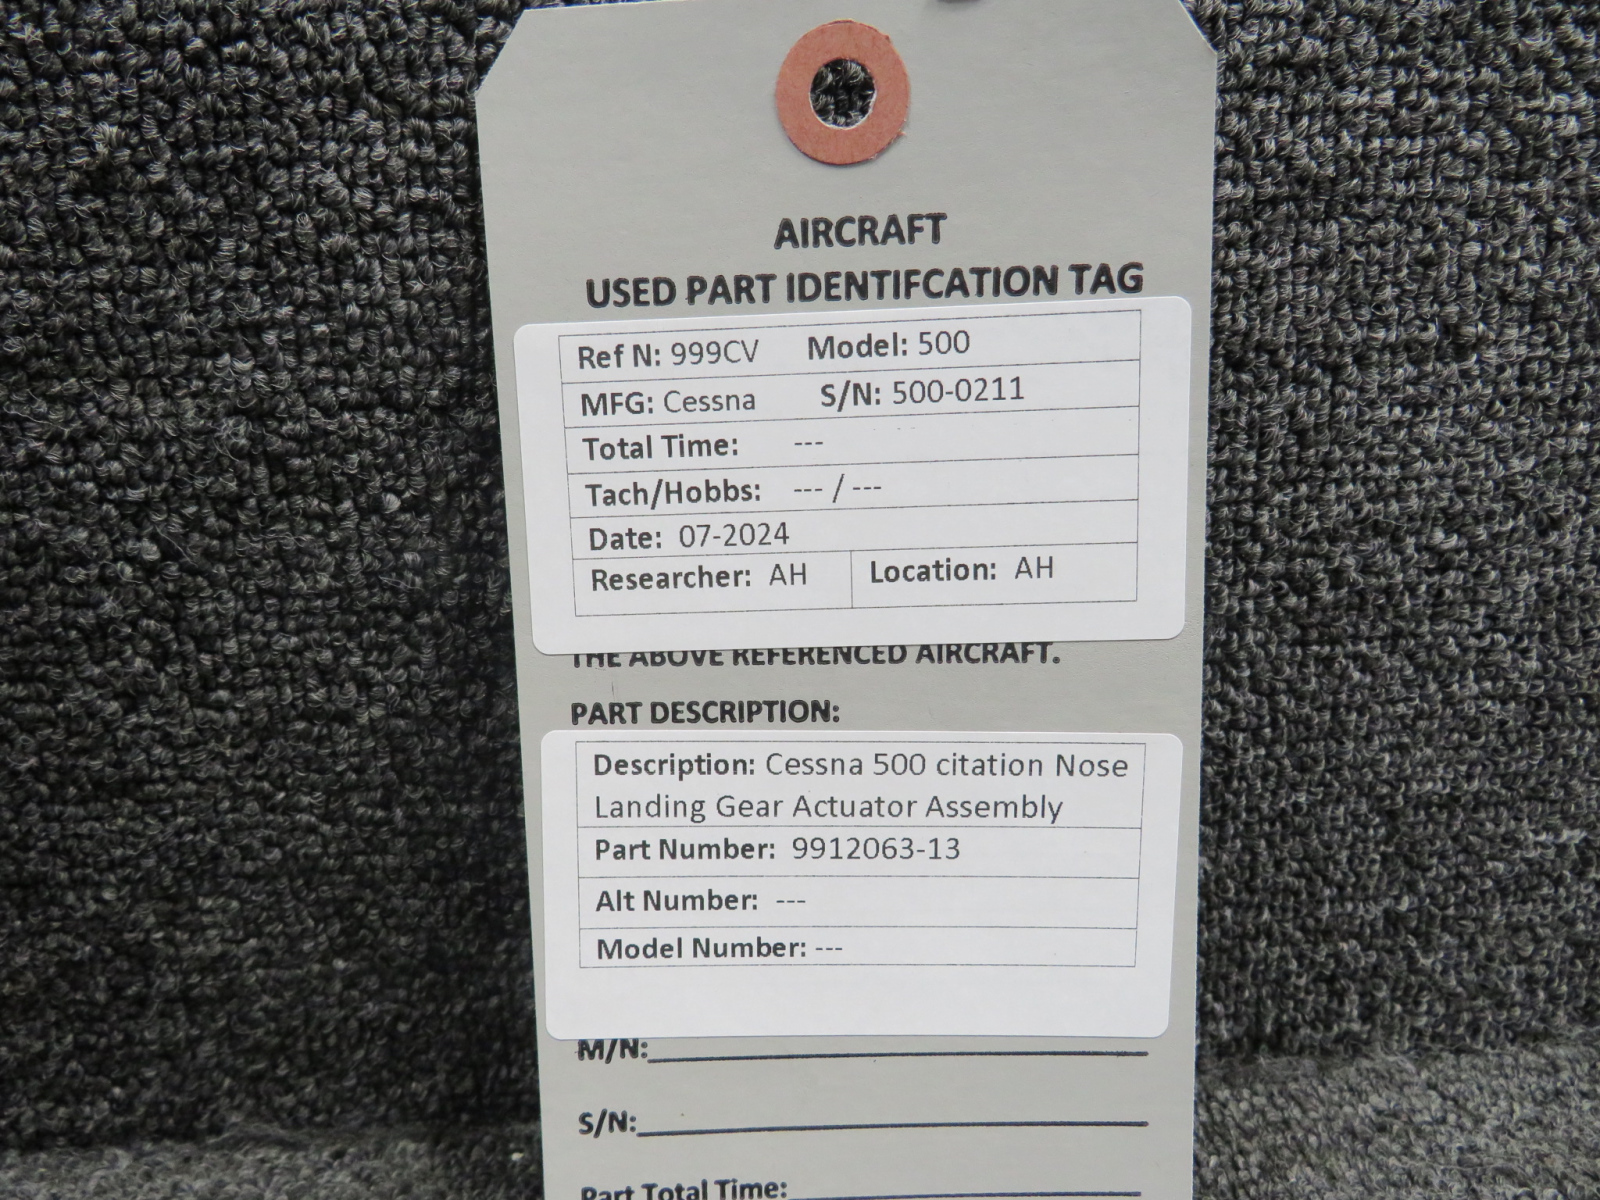 AIRCRAFT
USED PART IDENTIFCATION TAG
Ref N: 999CV Model: 500
MFG: Cessna S/N: 500-0211
Total Time: ---
Tach/Hobbs: --- / ---
Date: 07-2024
Researcher: AH Location: AH
THE ABOVE REFERENCED AIRCRAFT.
PART DESCRIPTION:
Description: Cessna 500 citation Nose
Landing Gear Actuator Assembly
Part Number: 9912063-13
Alt Number: ---
Model Number: ---
M/N:
S/N:
Part Total Time: